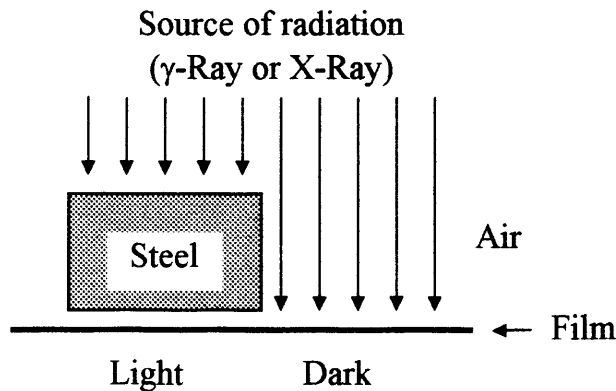 Source of radiation
(γ-Ray or X-Ray)
Air
Steel
Film
Light
Dark